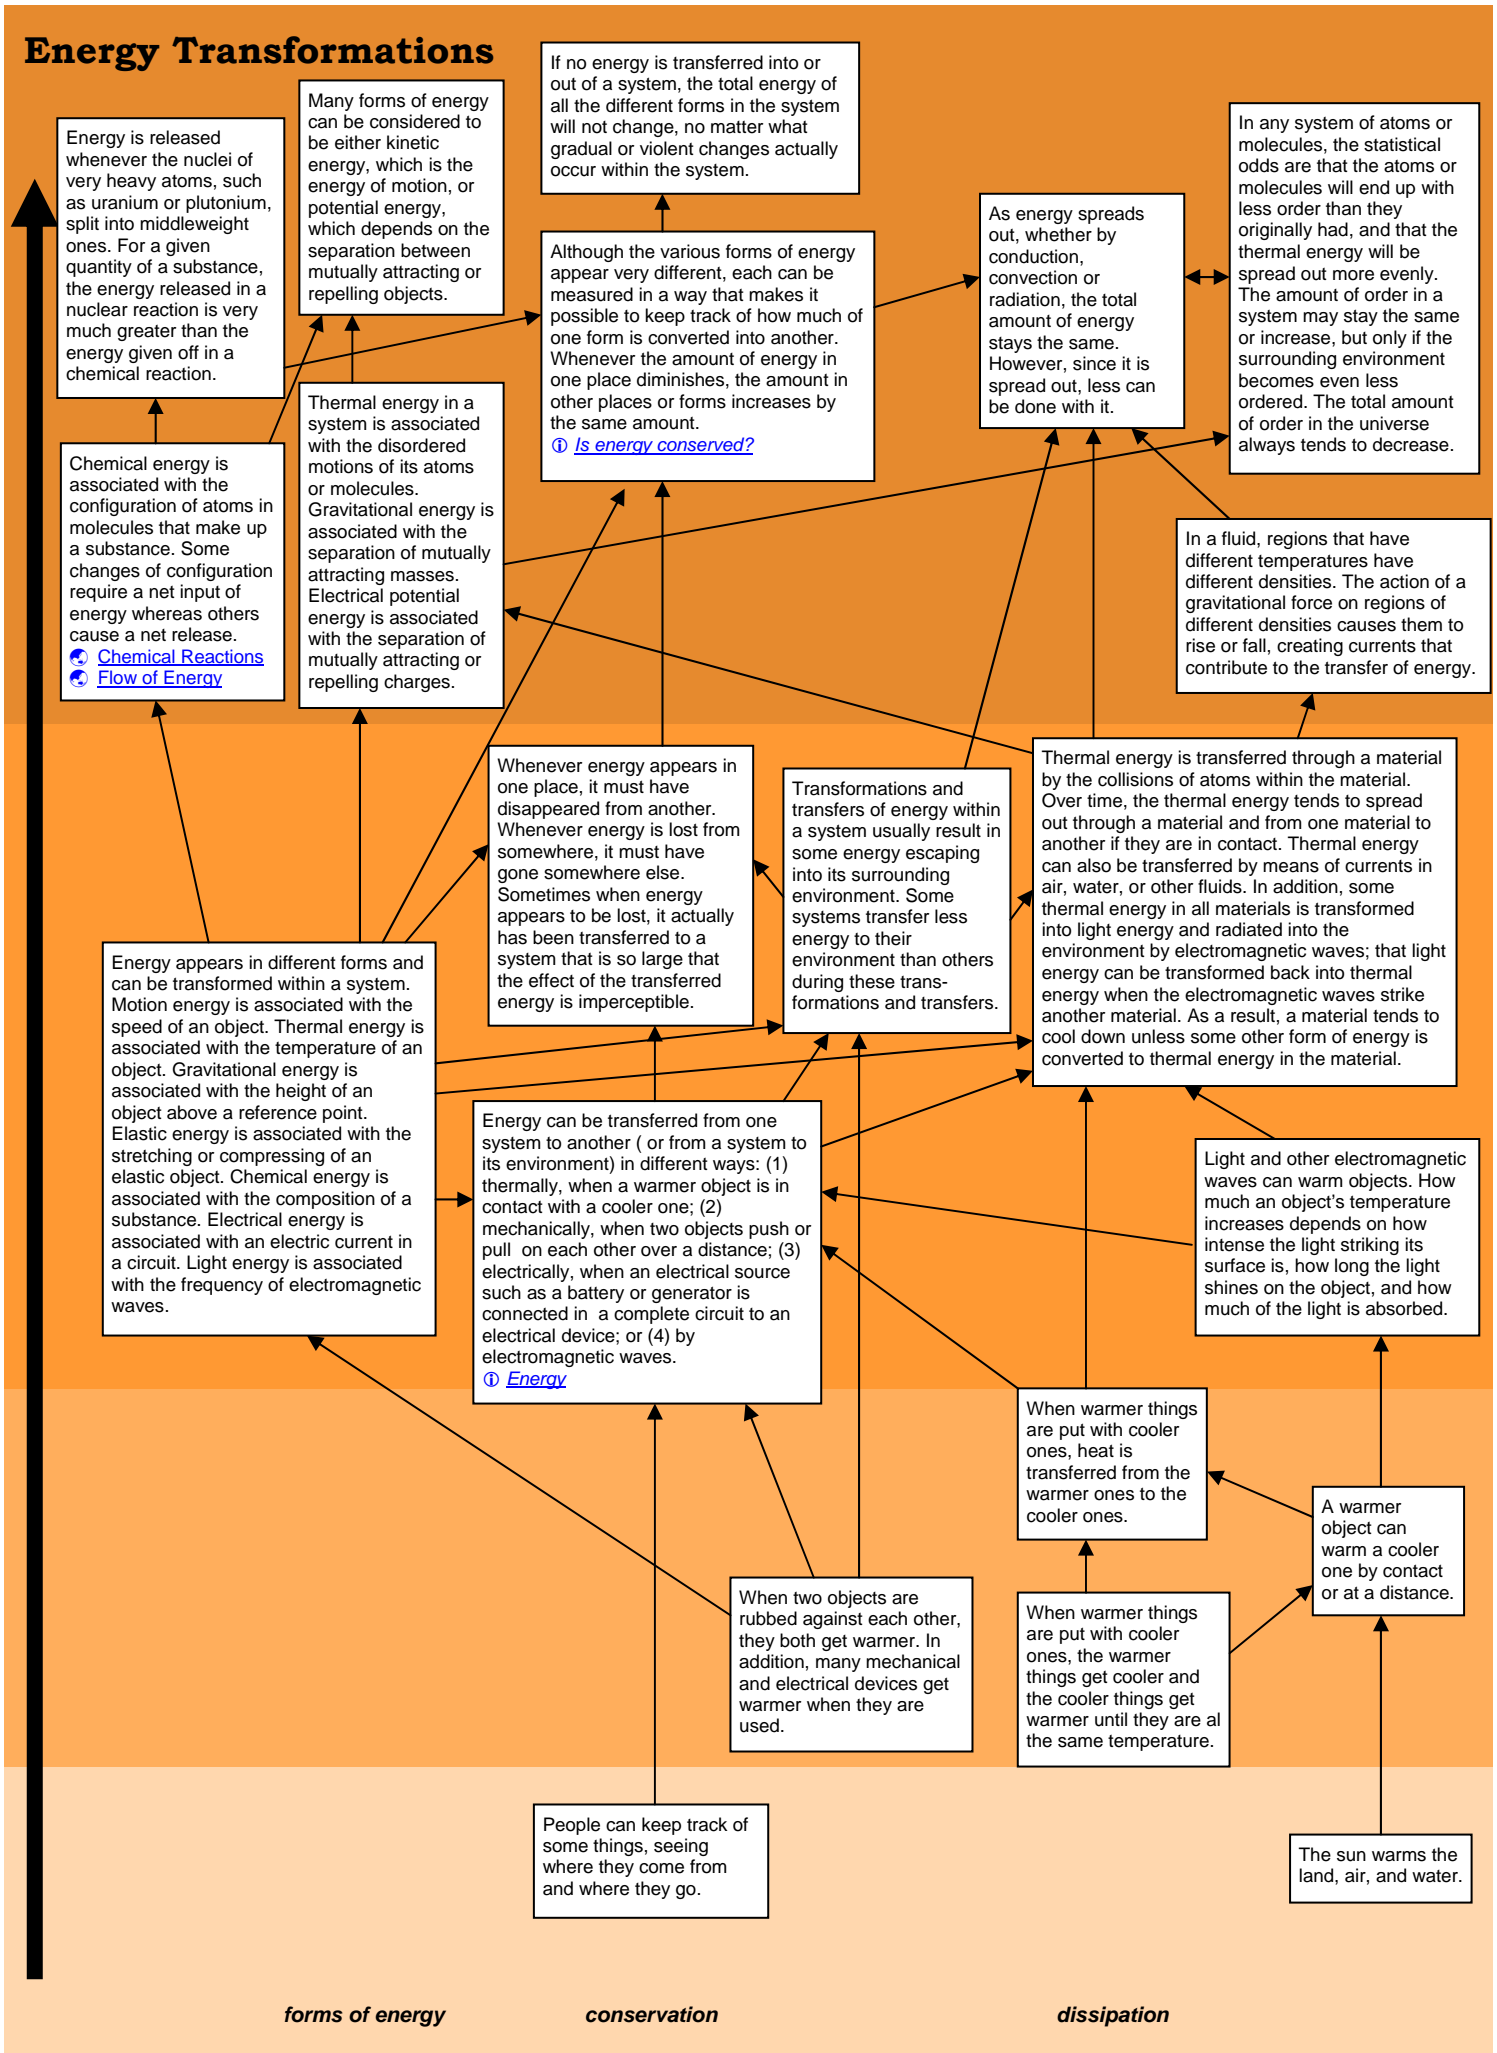 Energy Transformations
If no energy is transferred into or
out of a system, the total energy of
all the different forms in the system
will not change, no matter what
gradual or violent changes actually
occur within the system.
Many forms of energy
can be considered to
be either kinetic
energy, which is the
energy of motion, or
potential energy,
which depends on the
separation between
mutually attracting or
repelling objects.
Energy is released
whenever the nuclei of
very heavy atoms, such
as uranium or plutonium,
split into middleweight
ones. For a given
quantity of a substance,
the energy released in a
nuclear reaction is very
much greater than the
energy given off in a
chemical reaction.
In any system of atoms or
molecules, the statistical
odds are that the atoms or
molecules will end up with
less order than they
originally had, and that the
thermal energy will be
spread out more evenly.
The amount of order in a
system may stay the same
or increase, but only if the
surrounding environment
becomes even less
ordered. The total amount
of order in the universe
always tends to decrease.
As energy spreads
out, whether by
conduction,
convection or
radiation, the total
amount of energy
stays the same.
However, since it is
spread out, less can
be done with it.
Although the various forms of energy
appear very different, each can be
measured in a way that makes it
possible to keep track of how much of
one form is converted into another.
Whenever the amount of energy in
one place diminishes, the amount in
other places or forms increases by
the same amount.
Is energy conserved?
Thermal energy in a
system is associated
with the disordered
motions of its atoms
or molecules.
Gravitational energy is
associated with the
separation of mutually
attracting masses.
Electrical potential
energy is associated
with the separation of
mutually attracting or
repelling charges.
Chemical energy is
associated with the
configuration of atoms in
molecules that make up
a substance. Some
changes of configuration
require a net input of
energy whereas others
cause a net release.
Chemical Reactions
Flow of Energy
In a fluid, regions that have
different temperatures have
different densities. The action of a
gravitational force on regions of
different densities causes them to
rise or fall, creating currents that
contribute to the transfer of energy.
Whenever energy appears in
one place, it must have
disappeared from another.
Whenever energy is lost from
somewhere, it must have
gone somewhere else.
Sometimes when energy
appears to be lost, it actually
has been transferred to a
system that is so large that
the effect of the transferred
energy is imperceptible.
Transformations and
transfers of energy within
a system usually result in
some energy escaping
into its surrounding
environment. Some
systems transfer less
energy to their
environment than others
during these trans-
formations and transfers.
Thermal energy is transferred through a material
by the collisions of atoms within the material.
Over time, the thermal energy tends to spread
out through a material and from one material to
another if they are in contact. Thermal energy
can also be transferred by means of currents in
air, water, or other fluids. In addition, some
thermal energy in all materials is transformed
into light energy and radiated into the
environment by electromagnetic waves; that light
energy can be transformed back into thermal
energy when the electromagnetic waves strike
another material. As a result, a material tends to
cool down unless some other form of energy is
converted to thermal energy in the material.
Energy appears in different forms and
can be transformed within a system.
Motion energy is associated with the
speed of an object. Thermal energy is
associated with the temperature of an
object. Gravitational energy is
associated with the height of an
object above a reference point.
Elastic energy is associated with the
stretching or compressing of an
elastic object. Chemical energy is
associated with the composition of a
substance. Electrical energy is
associated with an electric current in
a circuit. Light energy is associated
with the frequency of electromagnetic
waves.
Energy can be transferred from one
system to another ( or from a system to
its environment) in different ways: (1)
thermally, when a warmer object is in
contact with a cooler one; (2)
mechanically, when two objects push or
pull on each other over a distance; (3)
electrically, when an electrical source
such as a battery or generator is
connected in a complete circuit to an
electrical device; or (4) by
electromagnetic waves.
Energy
Light and other electromagnetic
waves can warm objects. How
much an object's temperature
increases depends on how
intense the light striking its
surface is, how long the light
shines on the object, and how
much of the light is absorbed.
When warmer things
are put with cooler
ones, heat is
transferred from the
warmer ones to the
cooler ones.
A warmer
object can
warm a cooler
one by contact
or at a distance.
When two objects are
rubbed against each other,
they both get warmer. In
addition, many mechanical
and electrical devices get
warmer when they are
used.
When warmer things
are put with cooler
ones, the warmer
things get cooler and
the cooler things get
warmer until they are al
the same temperature.
People can keep track of
some things, seeing
where they come from
and where they go.
The sun warms the
land, air, and water.
forms of energy
conservation
dissipation